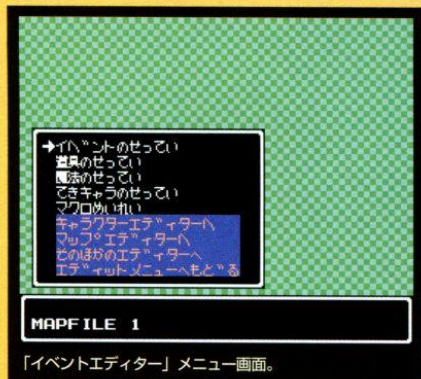 →イベントのせってい
道具のせってい
魔法のせってい
てきキャラのせってい
マクロめいれい
キャラクターエディターへ
マップエディターへ
そのほかのエディターへ
エディットメニューへもどる
MAPFILE 1
「イベントエディター」メニュー画面。